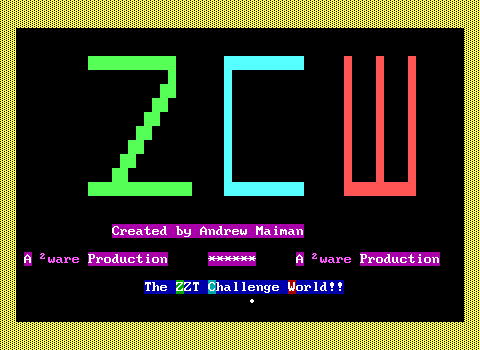 ZCW
Created by Andrew Maiman
A ²ware Production ****** A ²ware Production
The ZZT Challenge World!!